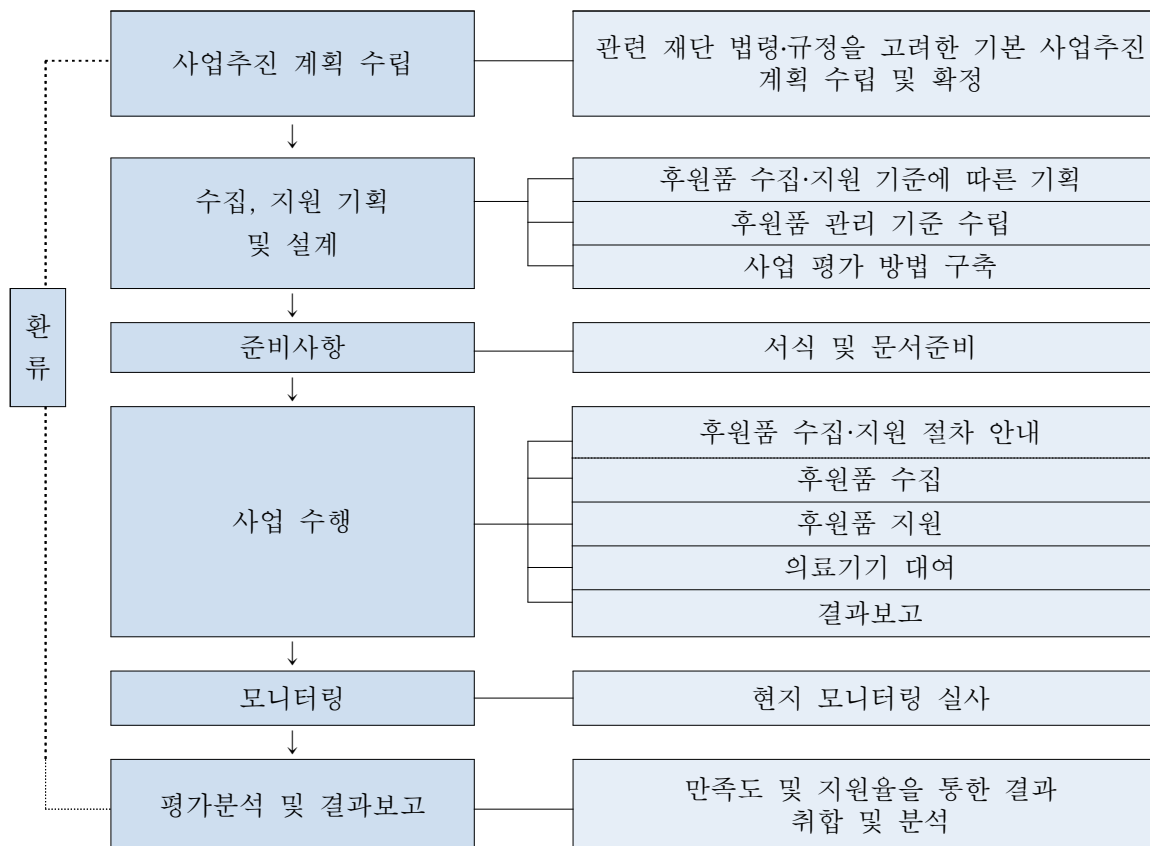 사업추진 계획 수립
관련 재단 법령·규정을 고려한 기본 사업추진
계획 수립 및 확정
수집, 지원 기획
및 설계
후원품 수집·지원 기준에 따른 기획
후원품 관리 기준 수립
사업 평가 방법 구축
환
류
준비사항
서식 및 문서준비
사업 수행
후원품 수집·지원 절차 안내
후원품 수집
후원품 지원
의료기기 대여
결과보고
모니터링
현지 모니터링 실사
평가분석 및 결과보고
만족도 및 지원율을 통한 결과
취합 및 분석